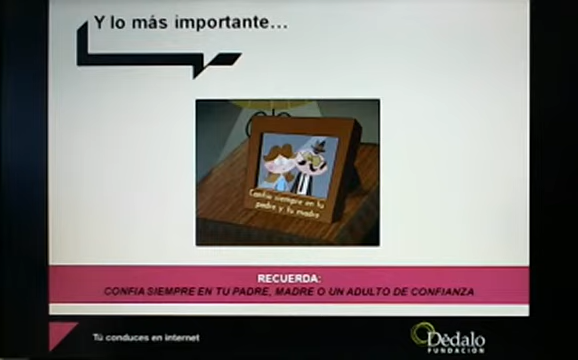 Y lo más importante...
Confía siempre en tu
padre y tu madre
RECUERDA:
CONFIA SIEMPRE EN TU PADRE, MADRE O UN ADULTO DE CONFIANZA
Tú conduces en internet
Dédalo
FUNDACIÓN